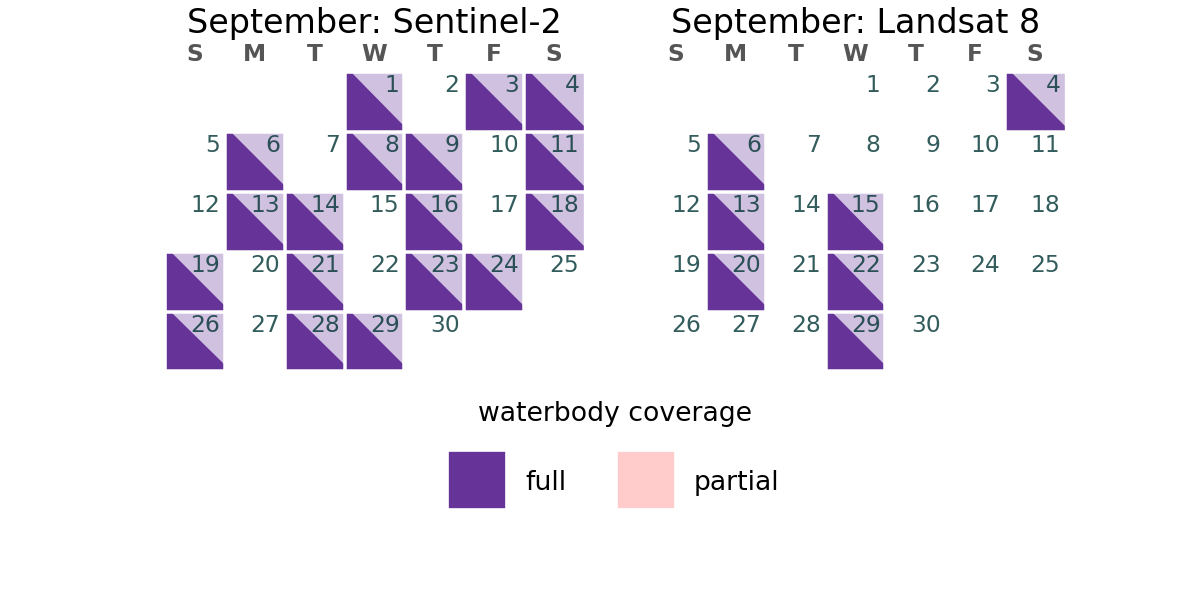 September: Sentinel-2
S M T W T F S
1 2 3 4
5 6 7 8 9 10 11
12 13 14 15 16 17 18
19 20 21 22 23 24 25
26 27 28 29 30
September: Landsat 8
S M T W T F S
1 2 3 4
5 6 7 8 9 10 11
12 13 14 15 16 17 18
19 20 21 22 23 24 25
26 27 28 29 30
waterbody coverage
full partial